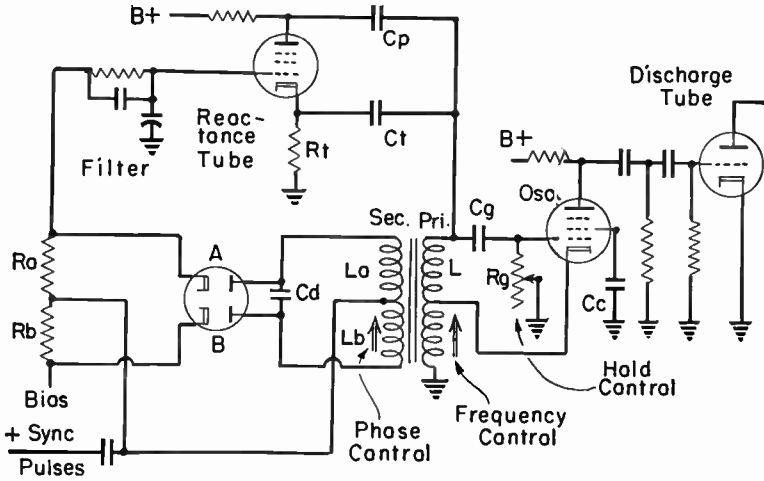 B+
Cp
Reac-
tance
Tube
Ct
Rt
Filter
Discharge
Tube
B+
Osc.
Sec.
Pri.
Cg
Ra
A
Cd
La
L
Rg
Cc
Rb
B
Lb
Bias
Hold
Control
+ Sync
Pulses
Phase
Control
Frequency
Control